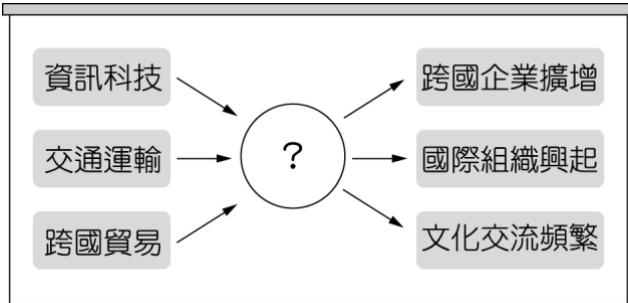 資訊科技
交通運輸
跨國貿易
？
跨國企業擴增
國際組織興起
文化交流頻繁